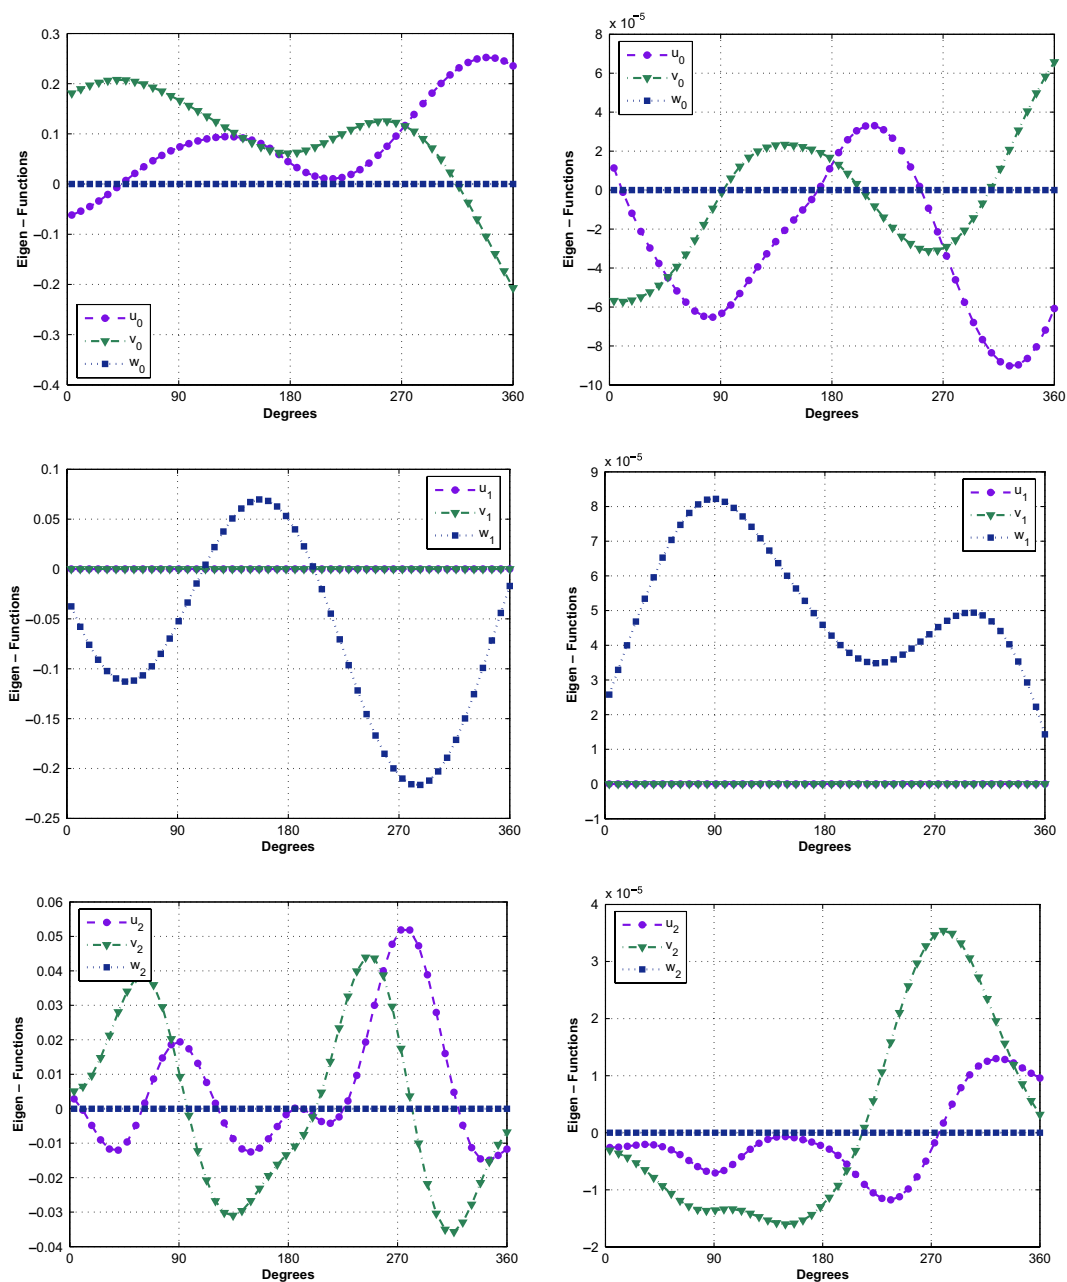 0.3
0.2
0.1
0
−0.1
−0.2
−0.3
−0.4
0 90 180 270 360
Degrees
Eigen − Functions
u0
v0
w0
x 10−5
8
6
4
2
0
−2
−4
−6
−8
−10
0 90 180 270 360
Degrees
Eigen − Functions
u0
v0
w0
0.1
0.05
0
−0.05
−0.1
−0.15
−0.2
−0.25
0 90 180 270 360
Degrees
Eigen − Functions
u1
v1
w1
x 10−5
9
8
7
6
5
4
3
2
1
0
−1
0 90 180 270 360
Degrees
Eigen − Functions
u1
v1
w1
0.06
0.05
0.04
0.03
0.02
0.01
0
−0.01
−0.02
−0.03
−0.04
0 90 180 270 360
Degrees
Eigen − Functions
u2
v2
w2
x 10−5
4
3
2
1
0
−1
−2
0 90 180 270 360
Degrees
Eigen − Functions
u2
v2
w2